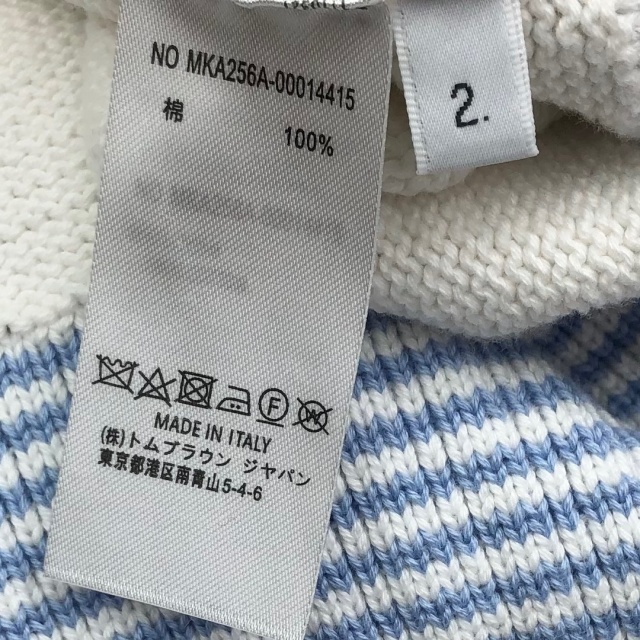 NO MKA256A-00014415
棉 100%
2.
MADE IN ITALY
(株)トムブラウン ジャパン
東京都港区南青山5-4-6